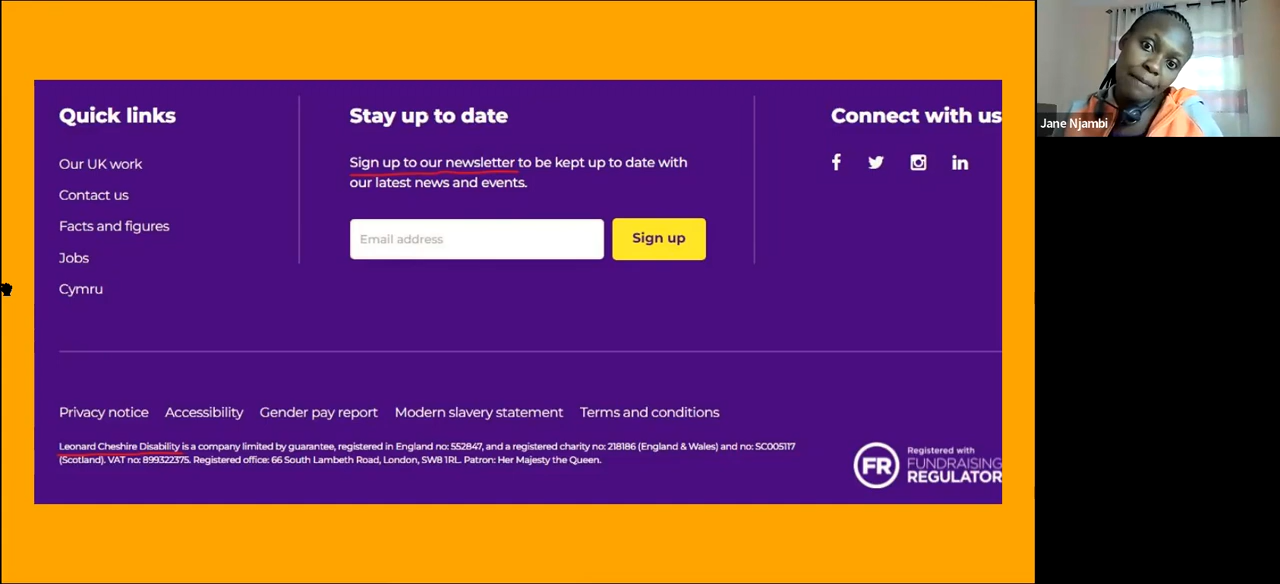 Quick links
Our UK work
Contact us
Facts and figures
Jobs
Cymru
Stay up to date
Sign up to our newsletter to be kept up to date with
our latest news and events.
Email address
Sign up
Connect with us
Privacy notice Accessibility Gender pay report Modern slavery statement Terms and conditions
Leonard Cheshire Disability is a company limited by guarantee, registered in England no: 552847, and a registered charity no: 218186 (England & Wales) and no: SC005117
(Scotland). VAT no: 899322375. Registered office: 66 South Lambeth Road, London, SW8 1RL. Patron: Her Majesty the Queen.
FR
Registered with
FUNDRAISING
REGULATOR
Jane Njambi